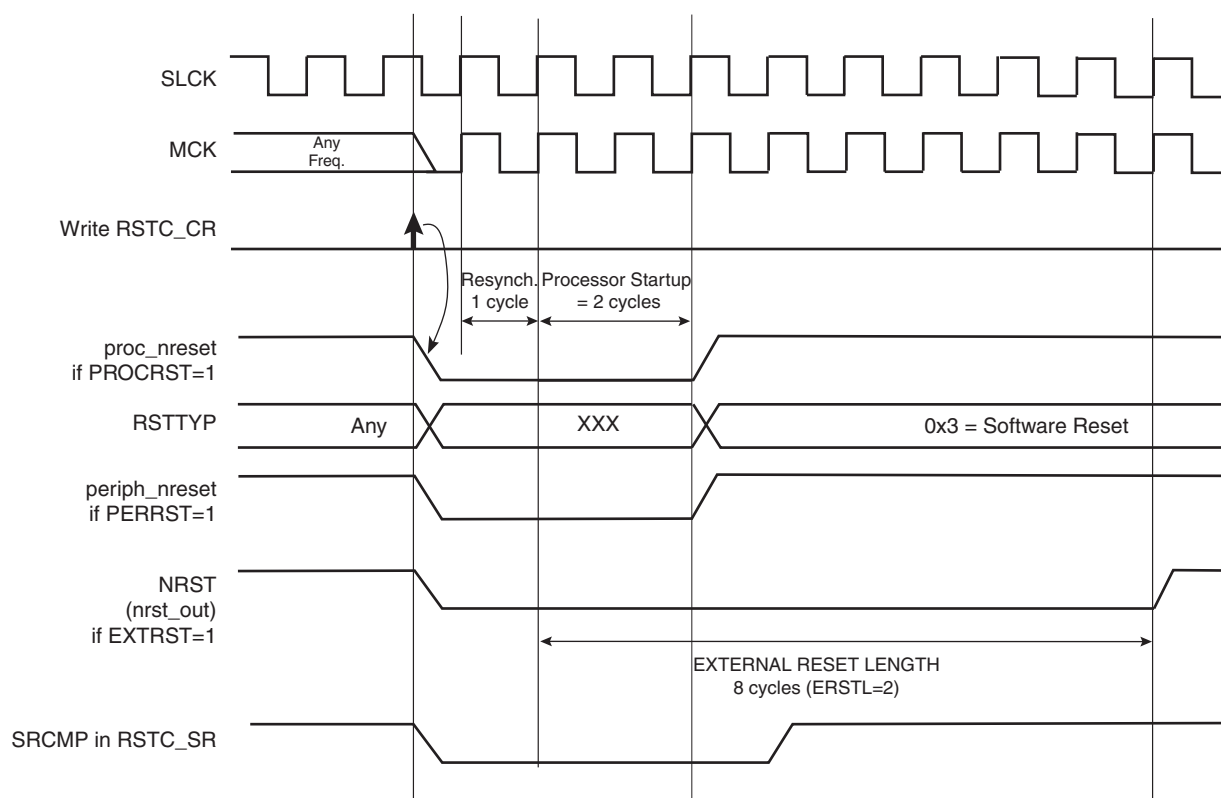 SLCK
MCK
Any
Freq.
Write RSTC_CR
Resynch.
1 cycle
Processor Startup
= 2 cycles
proc_nreset
if PROCRST=1
RSTTYP
Any
XXX
0x3 = Software Reset
periph_nreset
if PERRST=1
NRST
(nrst_out)
if EXTRST=1
EXTERNAL RESET LENGTH
8 cycles (ERSTL=2)
SRCMP in RSTC_SR